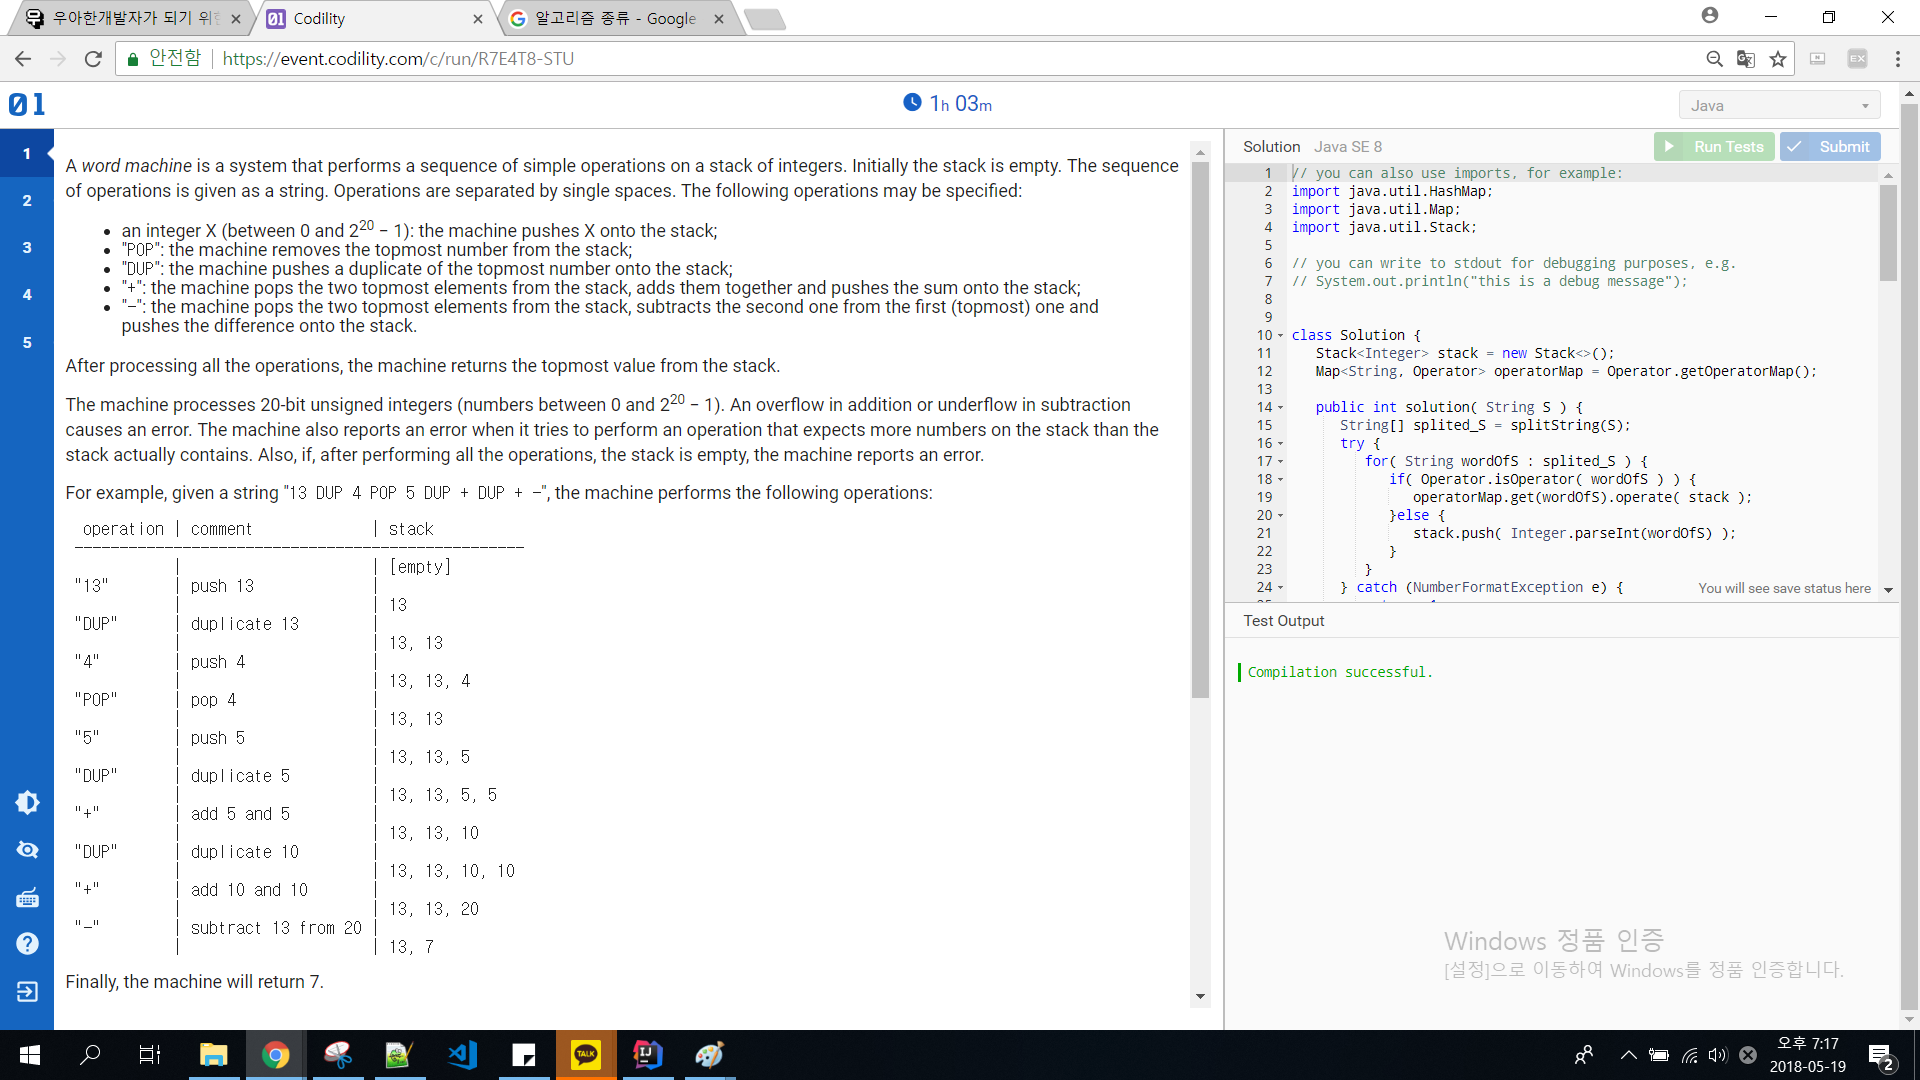 우아한개발자가 되기 위한
Codility
알고리즘 종류 - Google
안전함
https://event.codility.com/c/run/R7E4T8-STU
EX
01
1h 03m
Java
1
2
3
4
5
A word machine is a system that performs a sequence of simple operations on a stack of integers. Initially the stack is empty. The sequence
of operations is given as a string. Operations are separated by single spaces. The following operations may be specified:
• an integer X (between 0 and 2^20 − 1): the machine pushes X onto the stack;
• "POP": the machine removes the topmost number from the stack;
• "DUP": the machine pushes a duplicate of the topmost number onto the stack;
• "+": the machine pops the two topmost elements from the stack, adds them together and pushes the sum onto the stack;
• "-": the machine pops the two topmost elements from the stack, subtracts the second one from the first (topmost) one and
pushes the difference onto the stack.
After processing all the operations, the machine returns the topmost value from the stack.
The machine processes 20-bit unsigned integers (numbers between 0 and 2^20 − 1). An overflow in addition or underflow in subtraction
causes an error. The machine also reports an error when it tries to perform an operation that expects more numbers on the stack than the
stack actually contains. Also, if, after performing all the operations, the stack is empty, the machine reports an error.
For example, given a string "13 DUP 4 POP 5 DUP + DUP + -", the machine performs the following operations:
operation | comment | stack
--------------------------------------------------
| | [empty]
"13" | push 13 |
| | 13
"DUP" | duplicate 13 |
| | 13, 13
"4" | push 4 |
| | 13, 13, 4
"POP" | pop 4 |
| | 13, 13
"5" | push 5 |
| | 13, 13, 5
"DUP" | duplicate 5 |
| | 13, 13, 5, 5
"+" | add 5 and 5 |
| | 13, 13, 10
"DUP" | duplicate 10 |
| | 13, 13, 10, 10
"+" | add 10 and 10 |
| | 13, 13, 20
"-" | subtract 13 from 20 |
| | 13, 7
Finally, the machine will return 7.
Solution Java SE 8
Run Tests
Submit
1 // you can also use imports, for example:
2 import java.util.HashMap;
3 import java.util.Map;
4 import java.util.Stack;
5
6 // you can write to stdout for debugging purposes, e.g.
7 // System.out.println("this is a debug message");
8
9
10 class Solution {
11 Stack<Integer> stack = new Stack<>();
12 Map<String, Operator> operatorMap = Operator.getOperatorMap();
13
14 public int solution( String S ) {
15 String[] splited_S = splitString(S);
16 try {
17 for( String wordOfS : splited_S ) {
18 if( Operator.isOperator( wordOfS ) ) {
19 operatorMap.get(wordOfS).operate( stack );
20 }else {
21 stack.push( Integer.parseInt(wordOfS) );
22 }
23 }
24 } catch (NumberFormatException e) {
You will see save status here
Test Output
Compilation successful.
Windows 정품 인증
[설정]으로 이동하여 Windows를 정품 인증합니다.
TALK
IJ
오후 7:17
2018-05-19
2